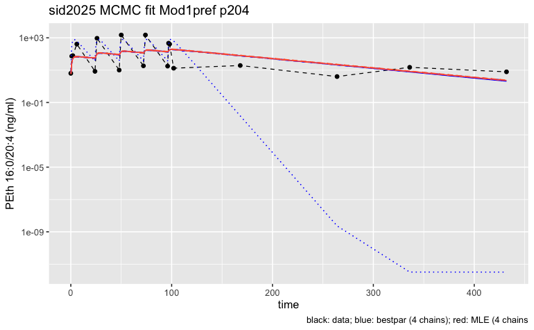 sid2025 MCMC fit Mod1pref p204
1e+03
1e-01
1e-05
1e-09
PEth 16:0/20:4 (ng/ml)
0 100 200 300 400
time
black: data; blue: bestpar (4 chains); red: MLE (4 chains